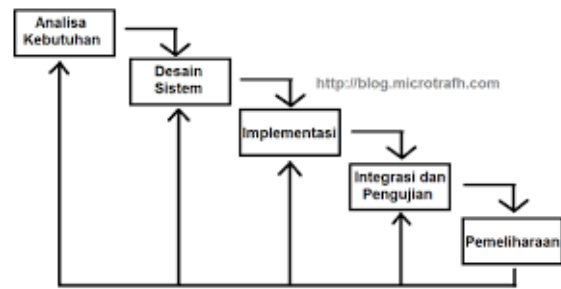 Analisa
Kebutuhan
Desain
Sistem
http://blog.microtrafh.com
Implementasi
Integrasi dan
Pengujian
Pemeliharaan